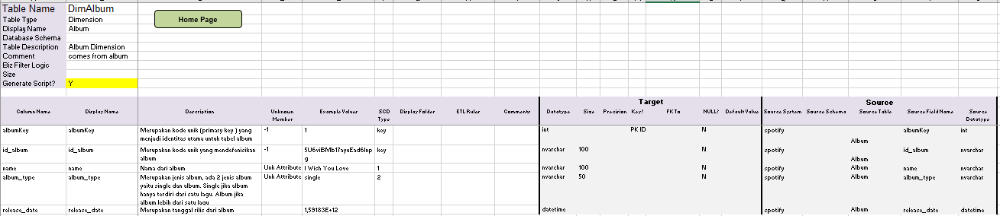 Table Name DimAlbum
Table Type Dimension
Display Name Album
Database Schema
Table Description Album Dimension
Comment comes from album
Biz Filter Logic
Size
Generate Script? Y
Home Page
Target Source
Column Name Display Name Description Unknown Member Example Values SCD Type Display Folder ETL Rules Comments Datatype Size Precision Key? FK To NULL? Default Value Source System Source Schema Source Table Source Field Name Source Datatype
albumKey albumKey Merupakan kode unik (primary key ) yang -1 1 key int PK ID N spotify albumKey int
menjadi identitas utama untuk tabel album Album
id_album id_album Merupakan kode unik yang mendefenisikan -1 5U6viBMb17ayuEad6Inp key nvarchar 100 N spotify id_album nvarchar
album g Album
name name Nama dari album Unk Attribute I Wish You Love 1 nvarchar 100 N spotify Album name nvarchar
album_type album_type Merupakan jenis album, ada 2 jenis album Unk Attribute single 2 nvarchar 50 N spotify Album album_type nvarchar
yaitu single dan album. Single jika album
hanya terdiri dari satu lagu. Album jika
album lebih dari satu lagu
release_date release_date Merupakan tanggal rilis dari album 1,59183E+12 datetime spotify Album release_date datetime